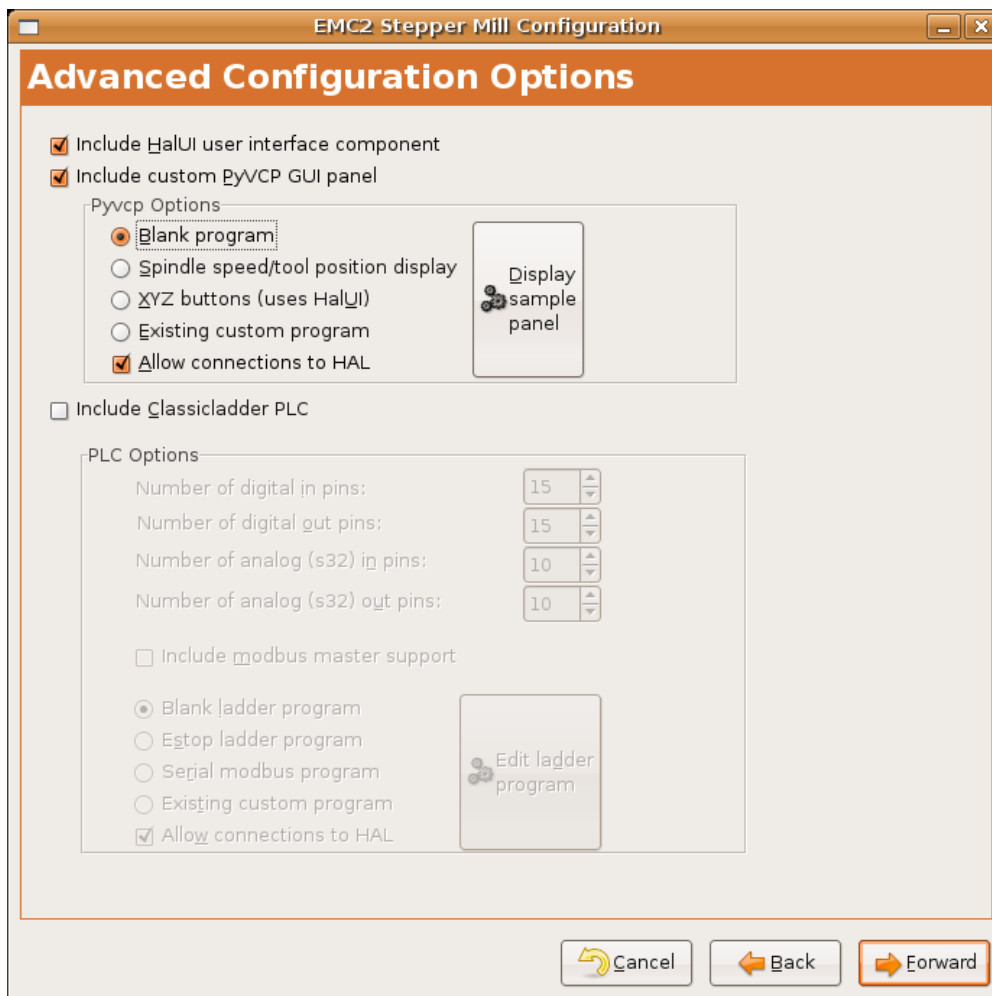 EMC2 Stepper Mill Configuration
Advanced Configuration Options
Include HalUI user interface component
Include custom PyVCP GUI panel
Pyvcp Options
Blank program
Spindle speed/tool position display
XYZ buttons (uses HalUI)
Existing custom program
Allow connections to HAL
Display
sample
panel
Include Classicladder PLC
PLC Options
Number of digital in pins: 15
Number of digital out pins: 15
Number of analog (s32) in pins: 10
Number of analog (s32) out pins: 10
Include modbus master support
Blank ladder program
Estop ladder program
Serial modbus program
Existing custom program
Allow connections to HAL
Edit ladder
program
Cancel Back Forward